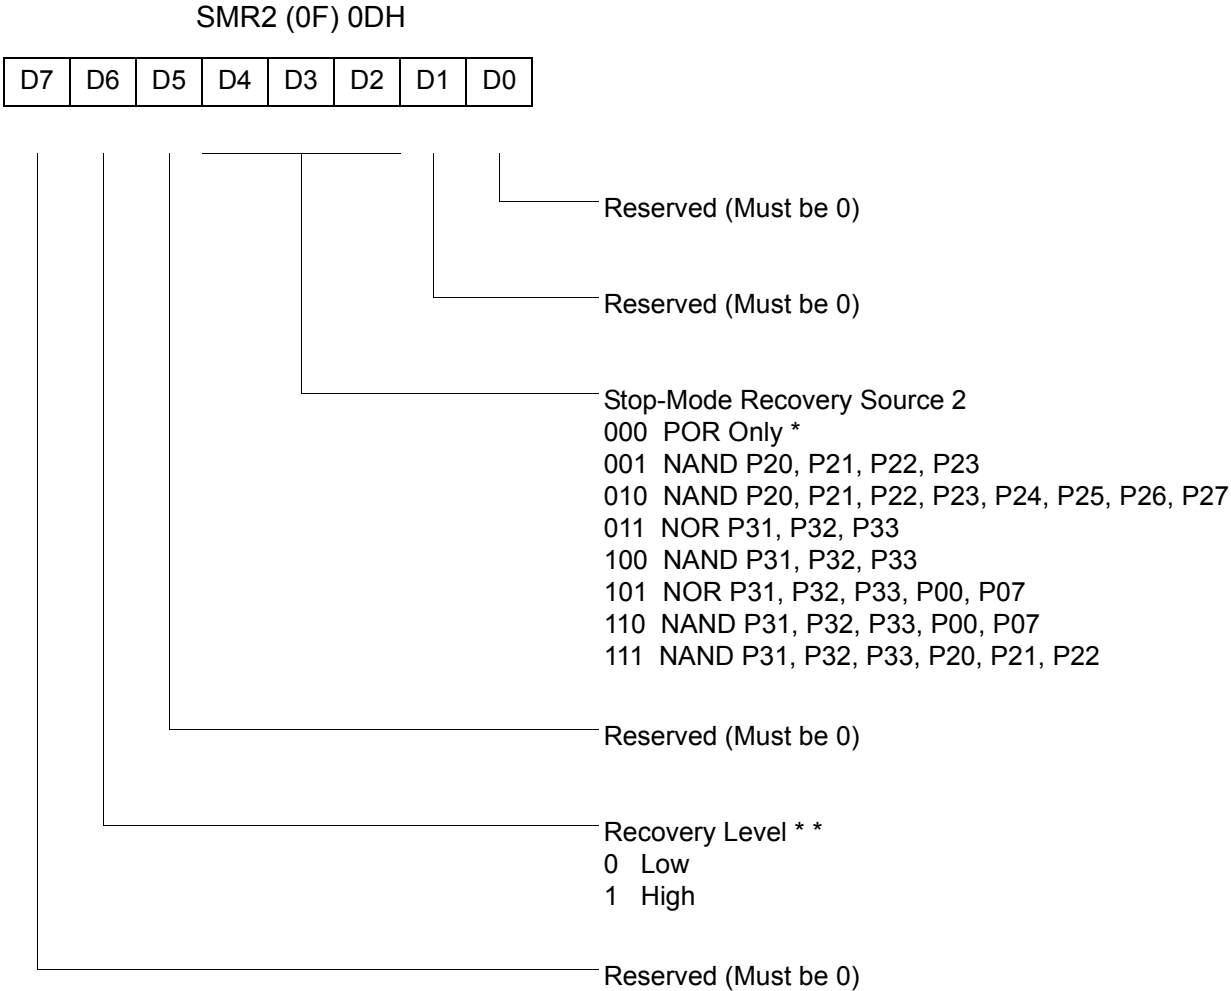 SMR2 (0F) 0DH
D7 D6 D5 D4 D3 D2 D1 D0
Reserved (Must be 0)
Reserved (Must be 0)
Stop-Mode Recovery Source 2
000 POR Only *
001 NAND P20, P21, P22, P23
010 NAND P20, P21, P22, P23, P24, P25, P26, P27
011 NOR P31, P32, P33
100 NAND P31, P32, P33
101 NOR P31, P32, P33, P00, P07
110 NAND P31, P32, P33, P00, P07
111 NAND P31, P32, P33, P20, P21, P22
Reserved (Must be 0)
Recovery Level * *
0 Low
1 High
Reserved (Must be 0)